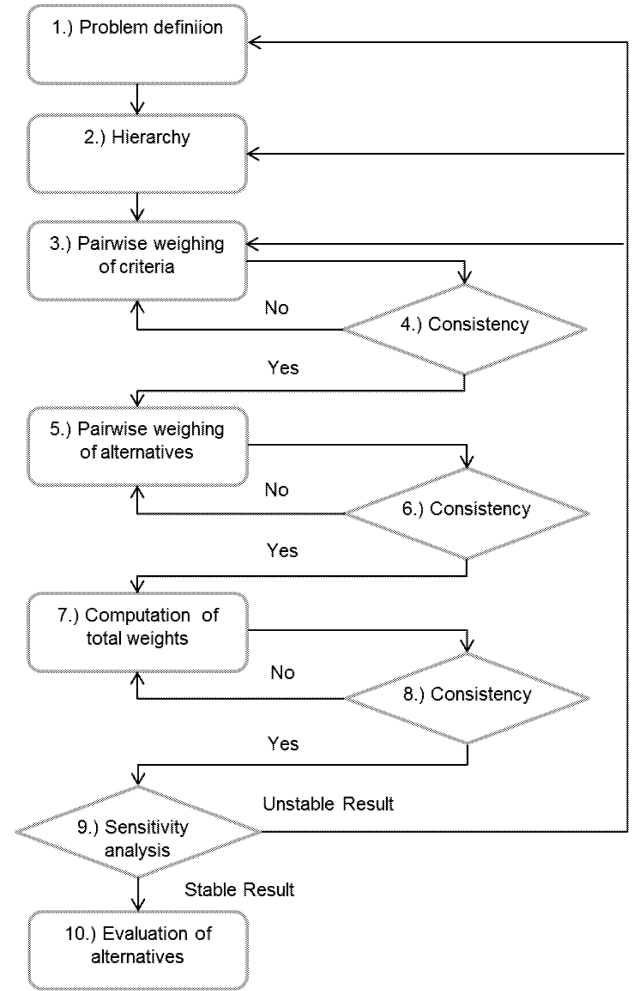 1.) Problem definiion
2.) Hierarchy
3.) Pairwise weighing
of criteria
No
4.) Consistency
Yes
5.) Pairwise weighing
of alternatives
No
6.) Consistency
Yes
7.) Computation of
total weights
No
8.) Consistency
Yes
Unstable Result
9.) Sensitivity
analysis
Stable Result
10.) Evaluation of
alternatives